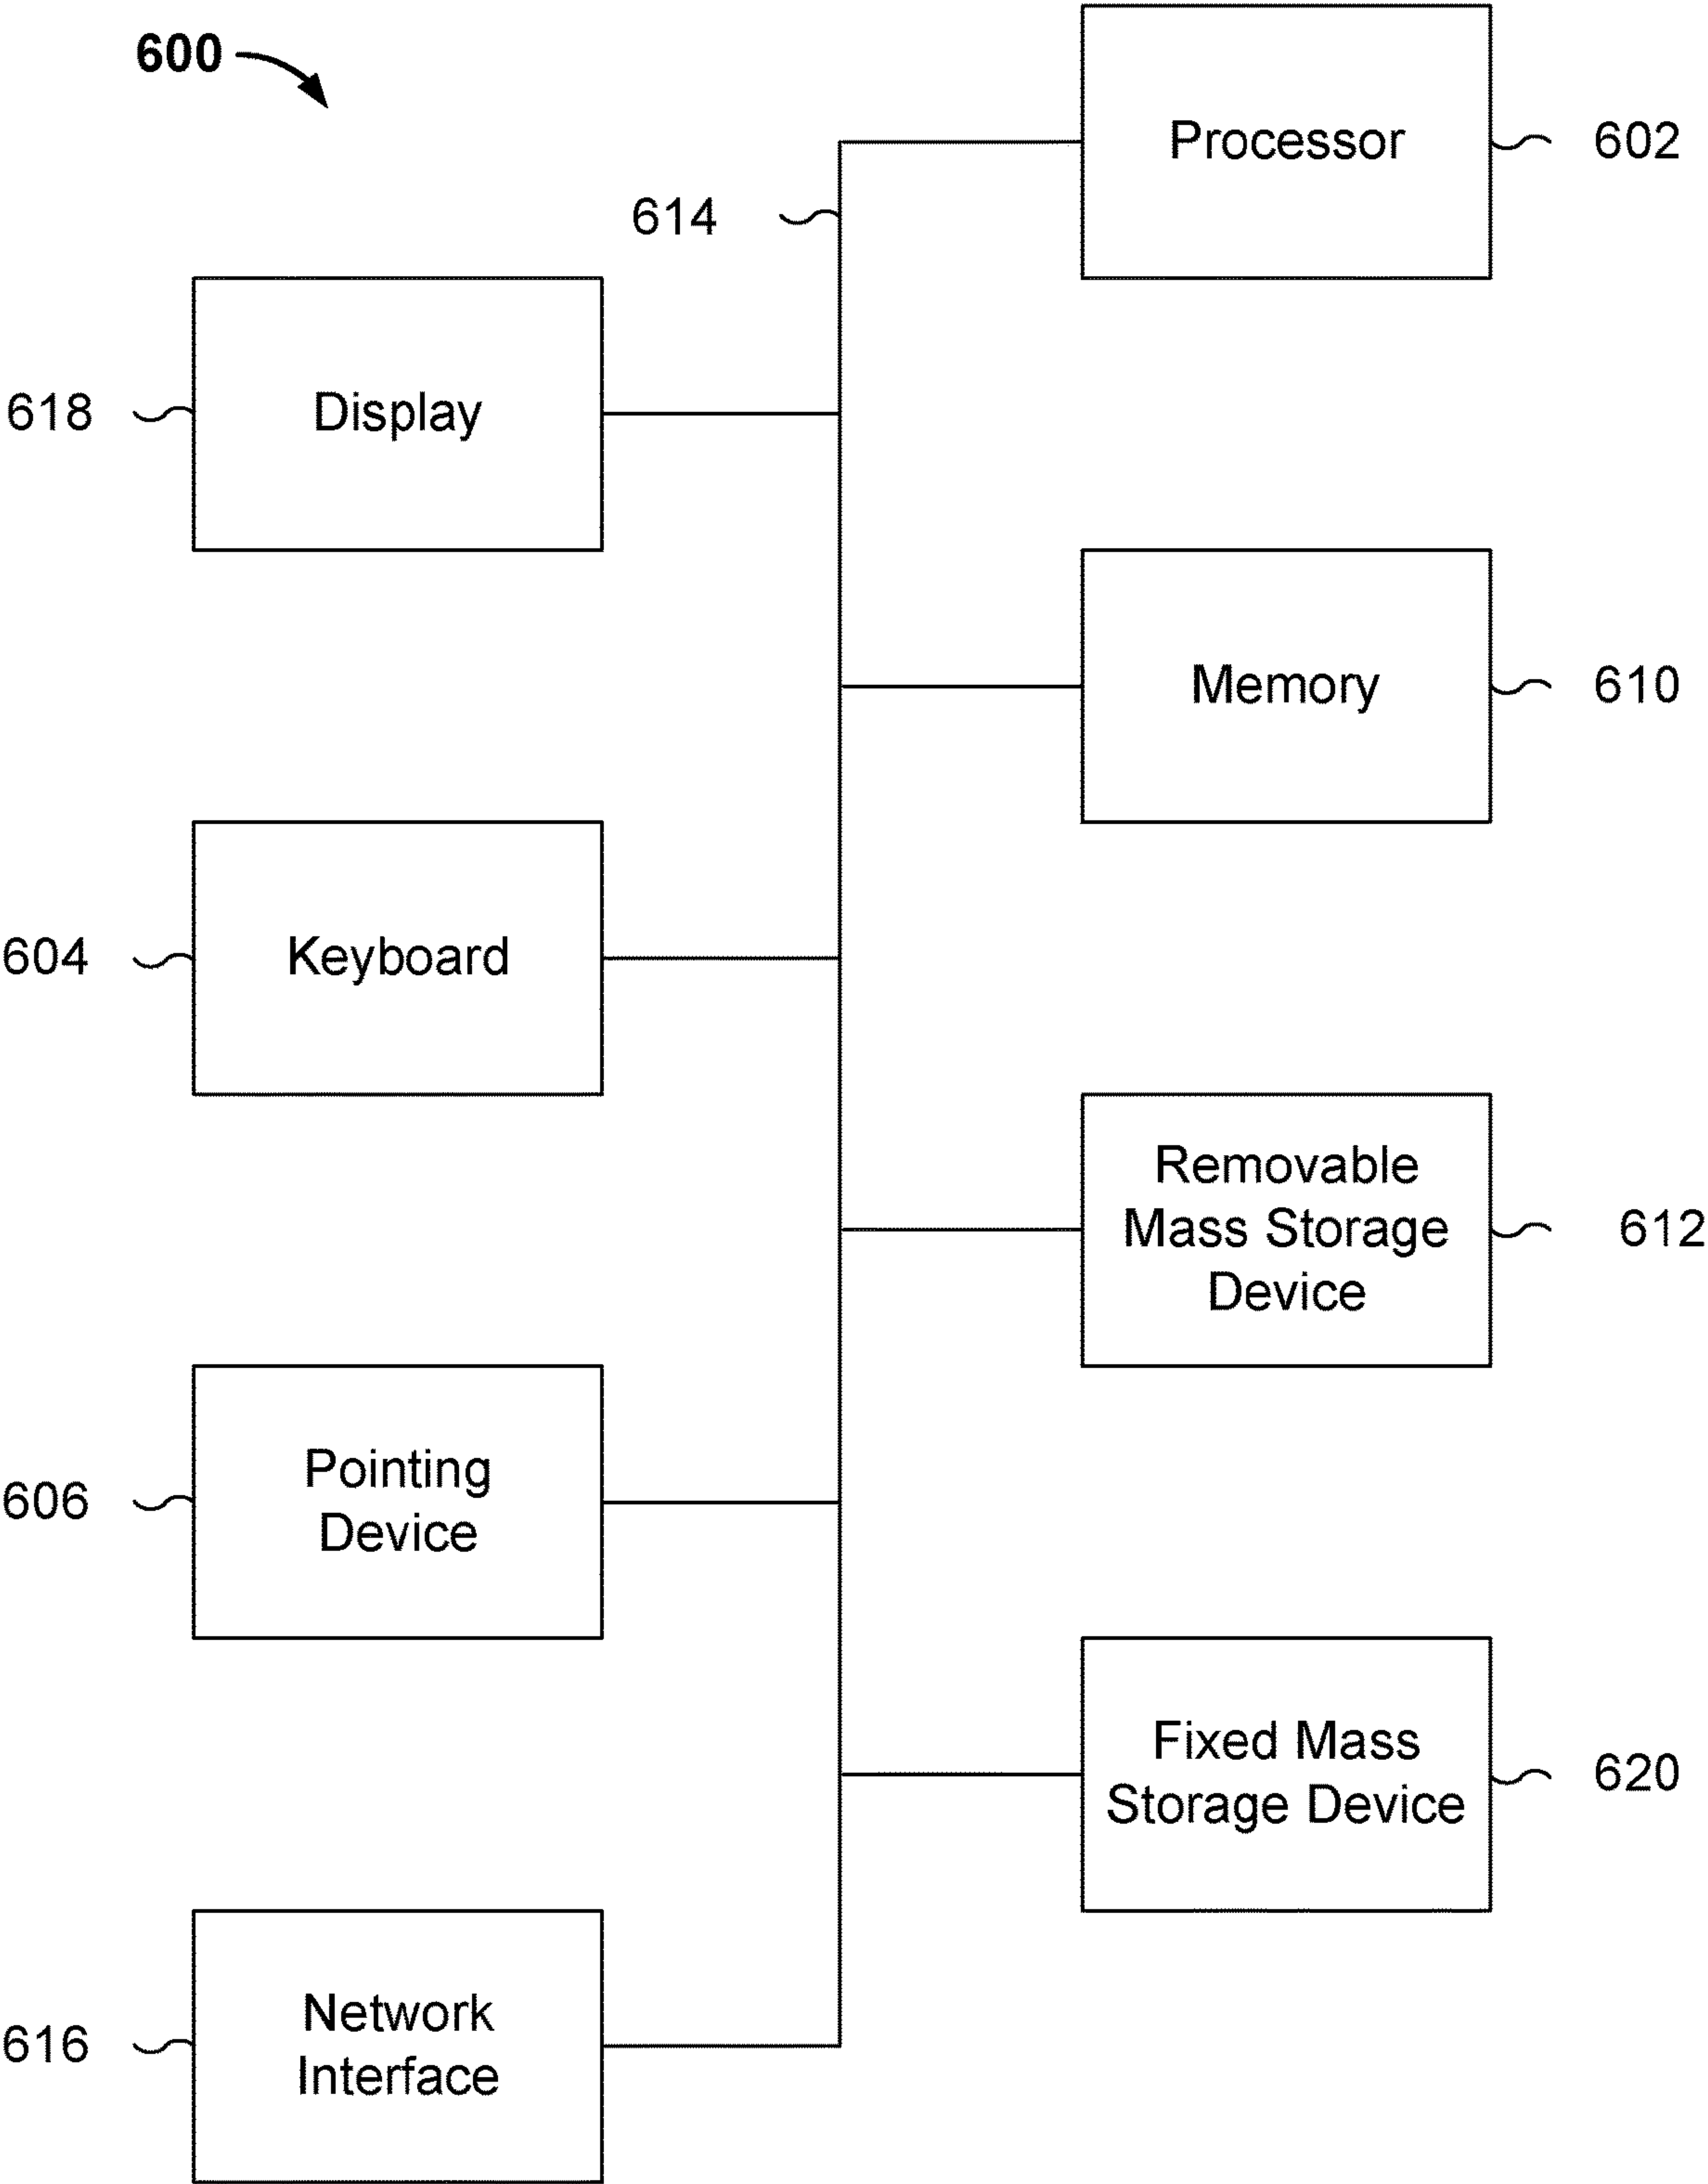 600
Processor
602
614
Display
618
Memory
610
Keyboard
604
Removable
Mass Storage
Device
612
Pointing
Device
606
Fixed Mass
Storage Device
620
Network
Interface
616